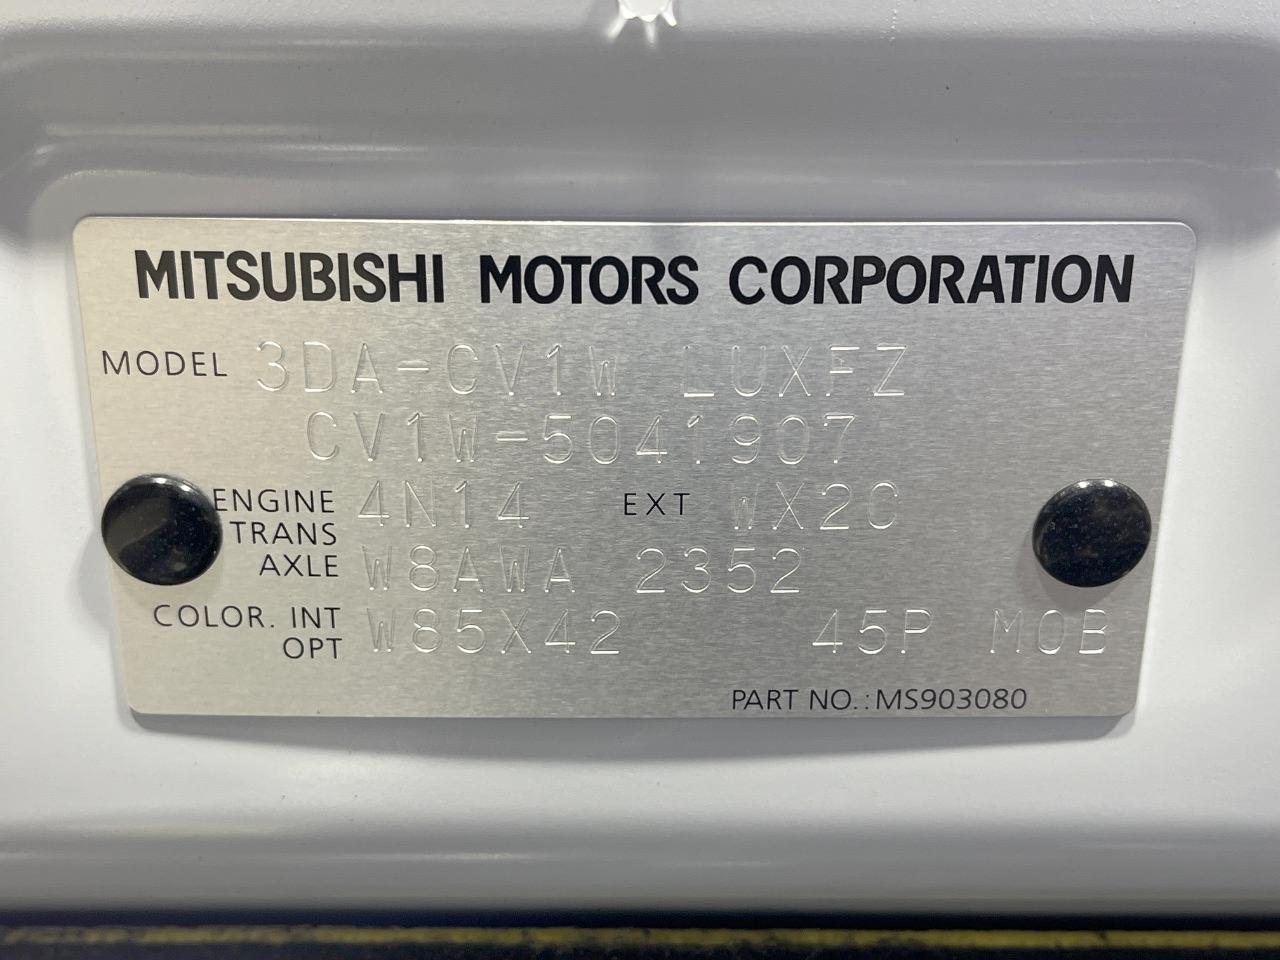 MITSUBISHI MOTORS CORPORATION
MODEL 3DA-CV1W LUXFZ
CV1W-5041907
ENGINE 4N14 EXT WX2C
TRANS
AXLE W8AWA 2352
COLOR. INT
OPT W85X42 45P M0B
PART NO.:MS903080